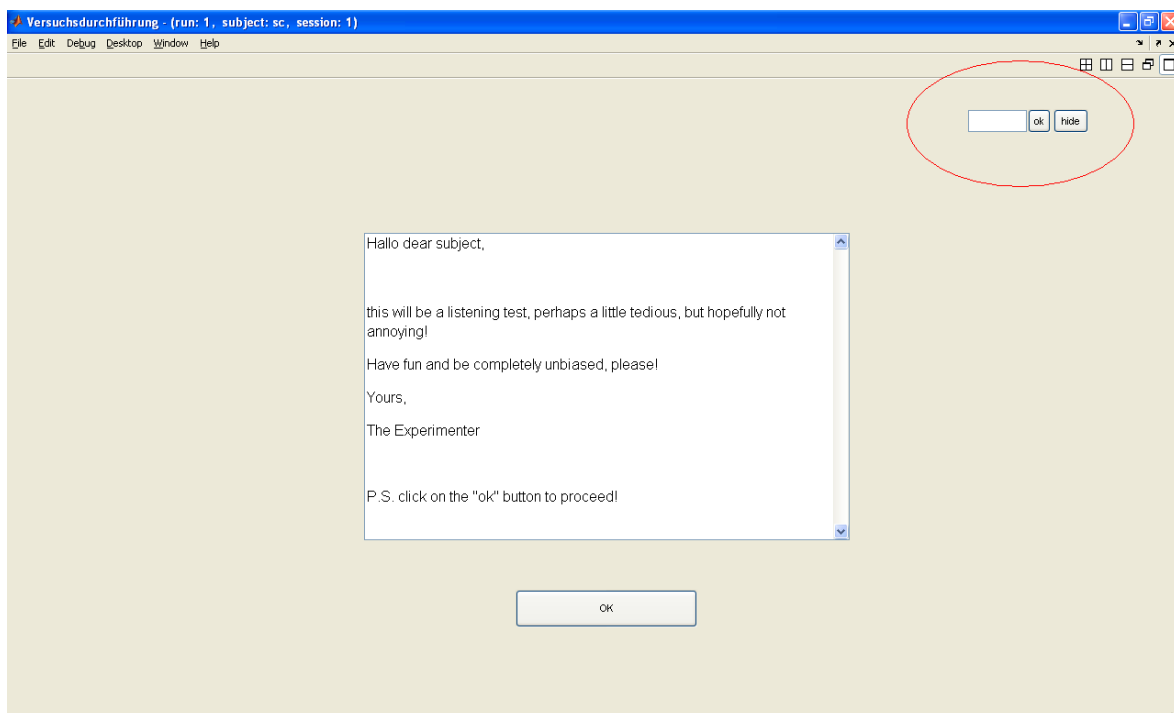 Versuchsdurchführung - (run: 1, subject: sc, session: 1)
File Edit Debug Desktop Window Help
ok hide
Hallo dear subject,
this will be a listening test, perhaps a little tedious, but hopefully not
annoying!
Have fun and be completely unbiased, please!
Yours,
The Experimenter
P.S. click on the "ok" button to proceed!
OK